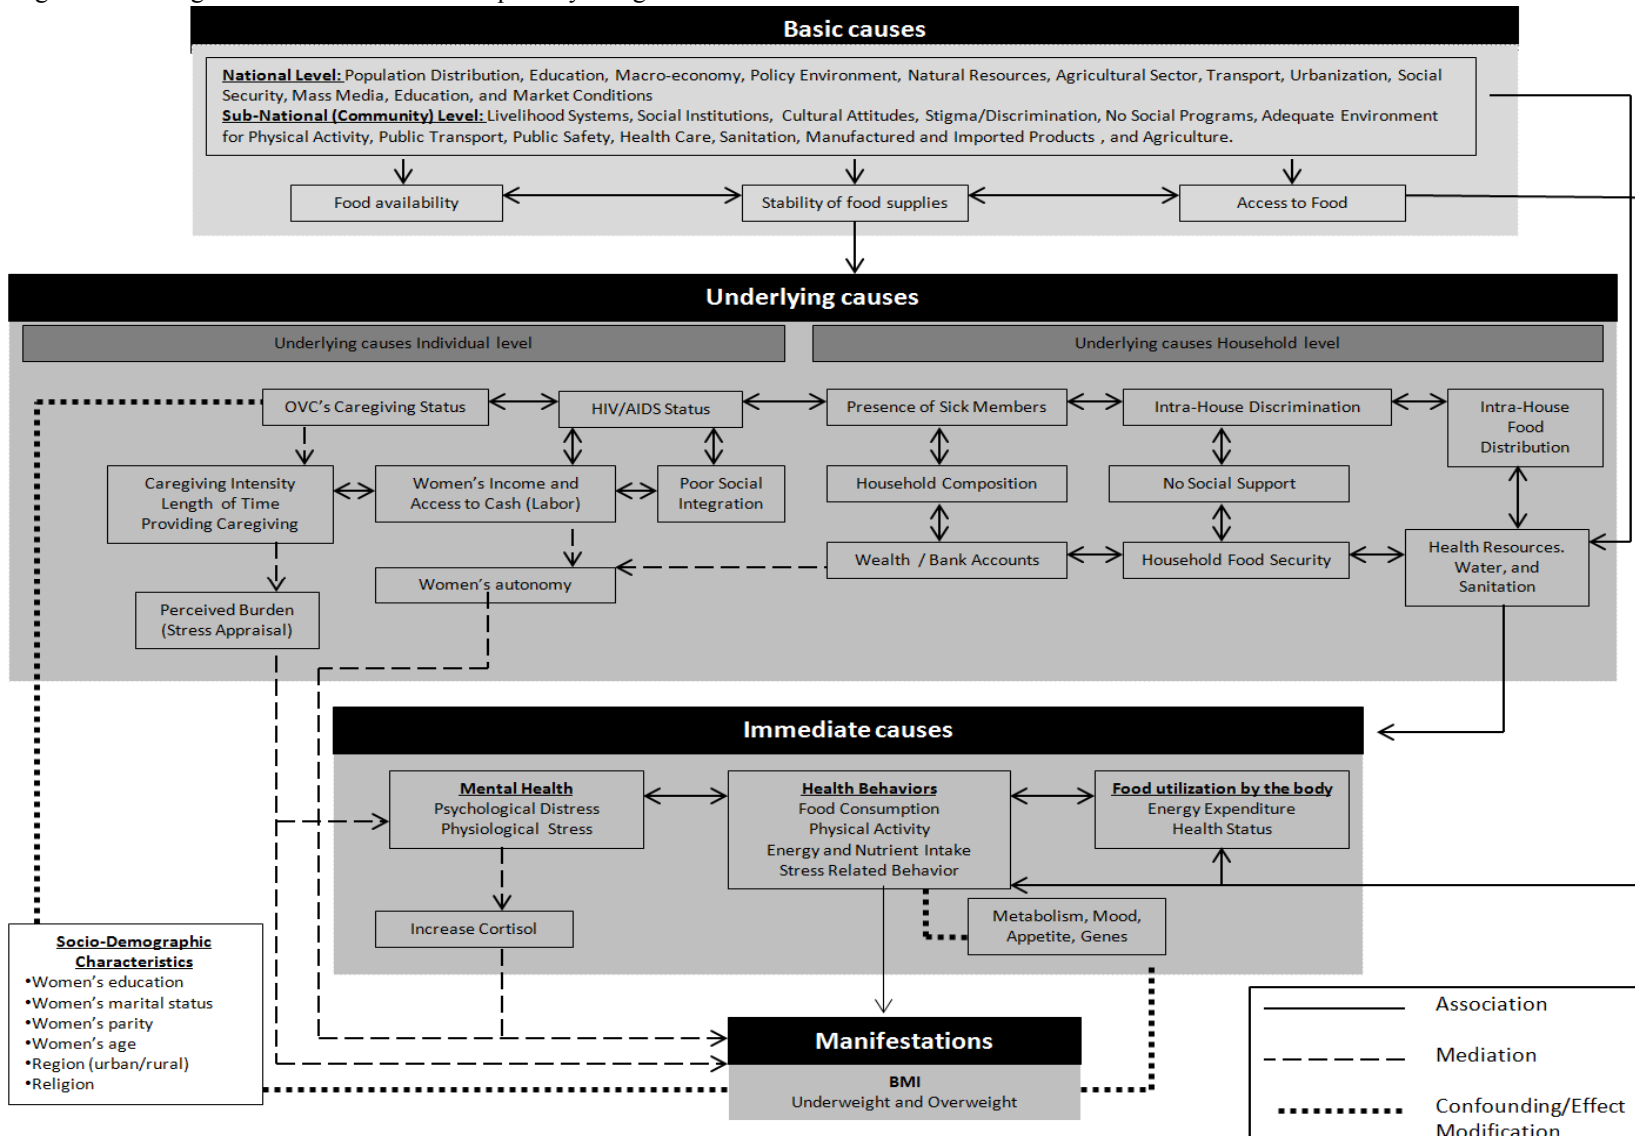 Basic causes
National Level: Population Distribution, Education, Macro-economy, Policy Environment, Natural Resources, Agricultural Sector, Transport, Urbanization, Social
Security, Mass Media, Education, and Market Conditions
Sub-National (Community) Level: Livelihood Systems, Social Institutions, Cultural Attitudes, Stigma/Discrimination, No Social Programs, Adequate Environment
for Physical Activity, Public Transport, Public Safety, Health Care, Sanitation, Manufactured and Imported Products , and Agriculture.
Food availability
Stability of food supplies
Access to Food
Underlying causes
Underlying causes Individual level
Underlying causes Household level
OVC's Caregiving Status
HIV/AIDS Status
Presence of Sick Members
Intra-House Discrimination
Intra-House
Food
Distribution
Caregiving Intensity
Length of Time
Providing Caregiving
Women's Income and
Access to Cash (Labor)
Poor Social
Integration
Household Composition
No Social Support
Women's autonomy
Wealth / Bank Accounts
Household Food Security
Health Resources.
Water, and
Sanitation
Perceived Burden
(Stress Appraisal)
Immediate causes
Mental Health
Psychological Distress
Physiological Stress
Health Behaviors
Food Consumption
Physical Activity
Energy and Nutrient Intake
Stress Related Behavior
Food utilization by the body
Energy Expenditure
Health Status
Increase Cortisol
Metabolism, Mood,
Appetite, Genes
Socio-Demographic
Characteristics
•Women's education
•Women's marital status
•Women's parity
•Women's age
•Region (urban/rural)
•Religion
Manifestations
BMI
Underweight and Overweight
Association
Mediation
Confounding/Effect
Modification